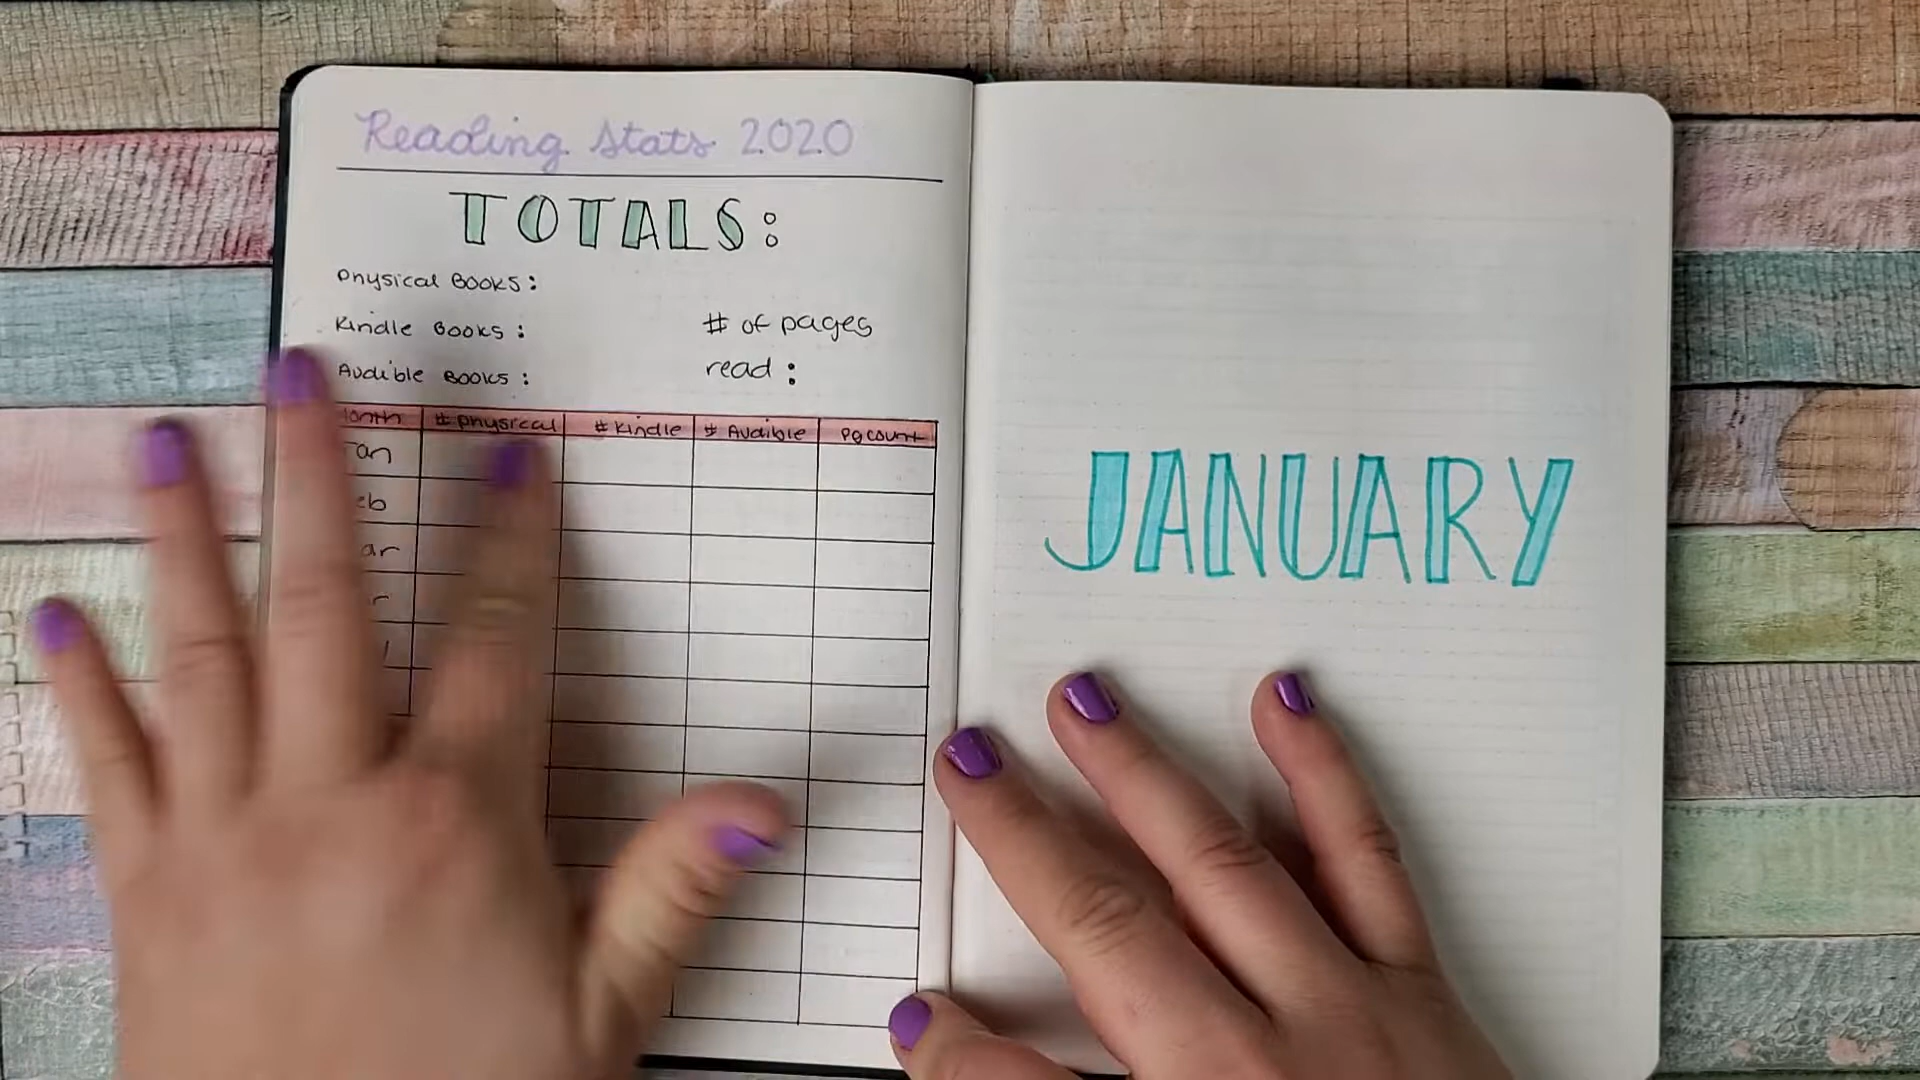 Reading Stats 2020
TOTALS:
Physical Books:
Kindle Books:
Audible Books:
# of pages
read:
# physical # Kindle # Audible pg count
JANUARY